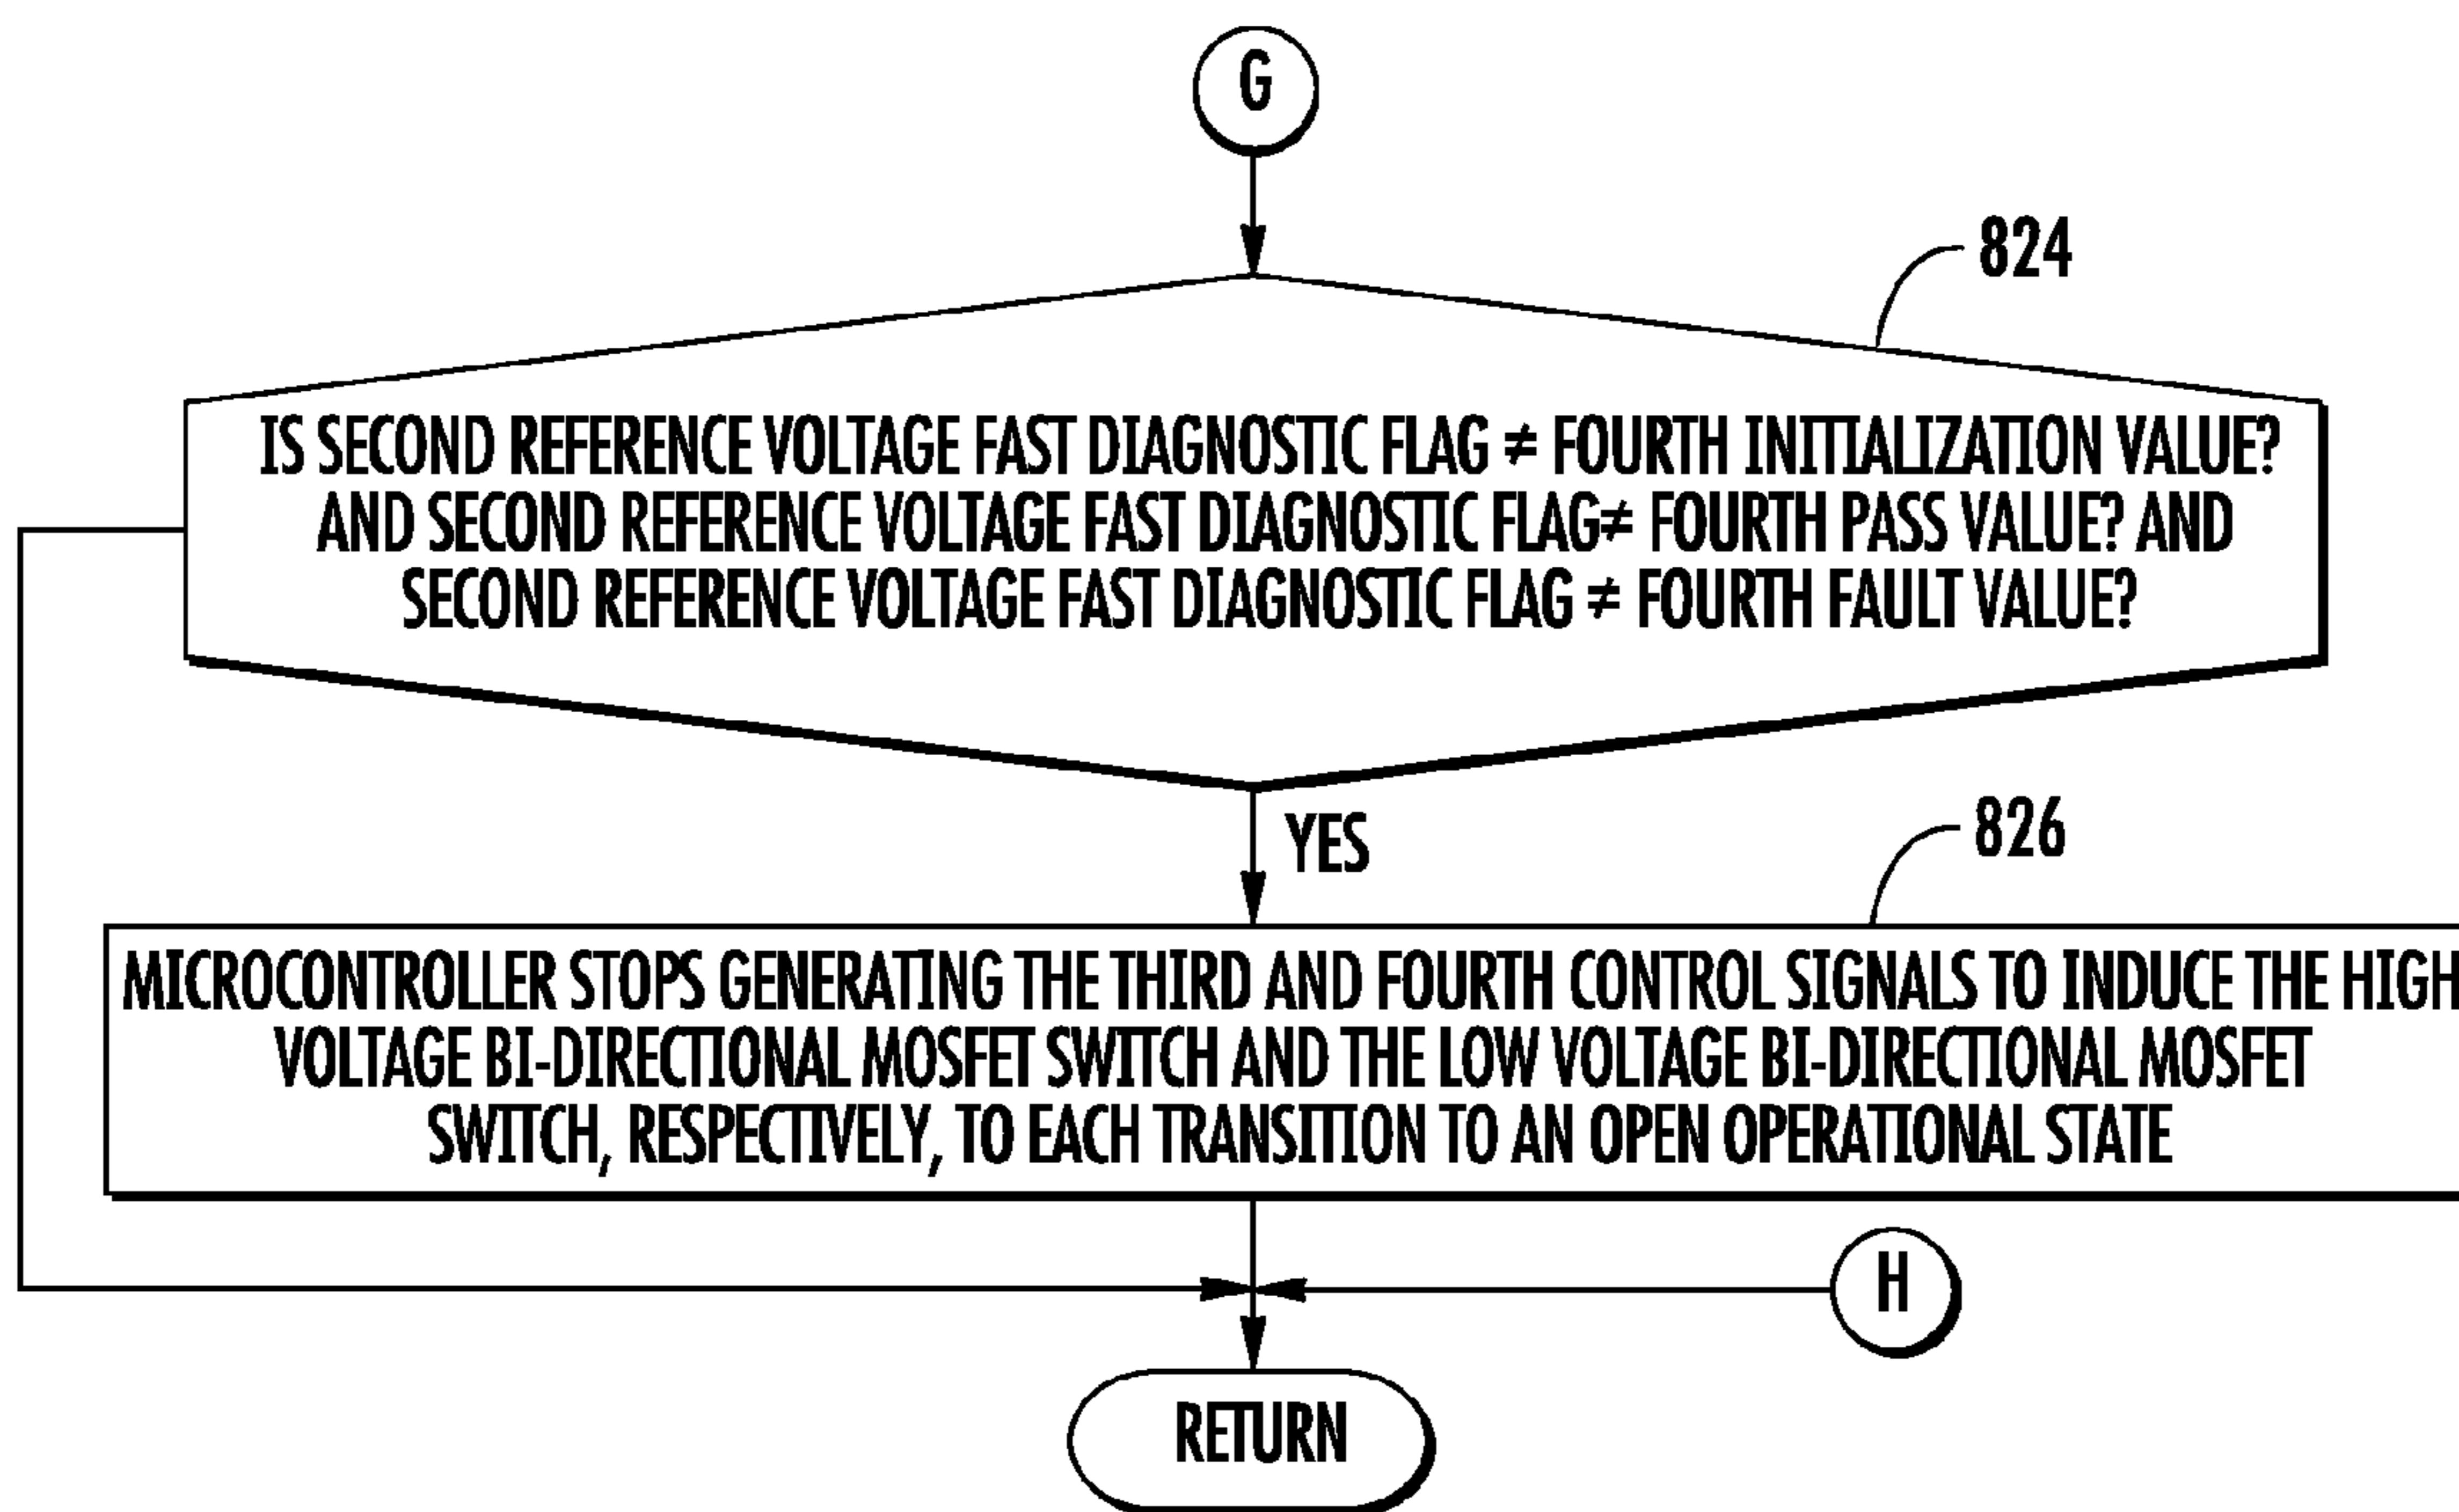 G
824
IS SECOND REFERENCE VOLTAGE FAST DIAGNOSTIC FLAG ≠ FOURTH INITIALIZATION VALUE?
AND SECOND REFERENCE VOLTAGE FAST DIAGNOSTIC FLAG≠ FOURTH PASS VALUE? AND
SECOND REFERENCE VOLTAGE FAST DIAGNOSTIC FLAG ≠ FOURTH FAULT VALUE?
YES
826
MICROCONTROLLER STOPS GENERATING THE THIRD AND FOURTH CONTROL SIGNALS TO INDUCE THE HIGH
VOLTAGE BI-DIRECTIONAL MOSFET SWITCH AND THE LOW VOLTAGE BI-DIRECTIONAL MOSFET
SWITCH, RESPECTIVELY, TO EACH TRANSITION TO AN OPEN OPERATIONAL STATE
H
RETURN